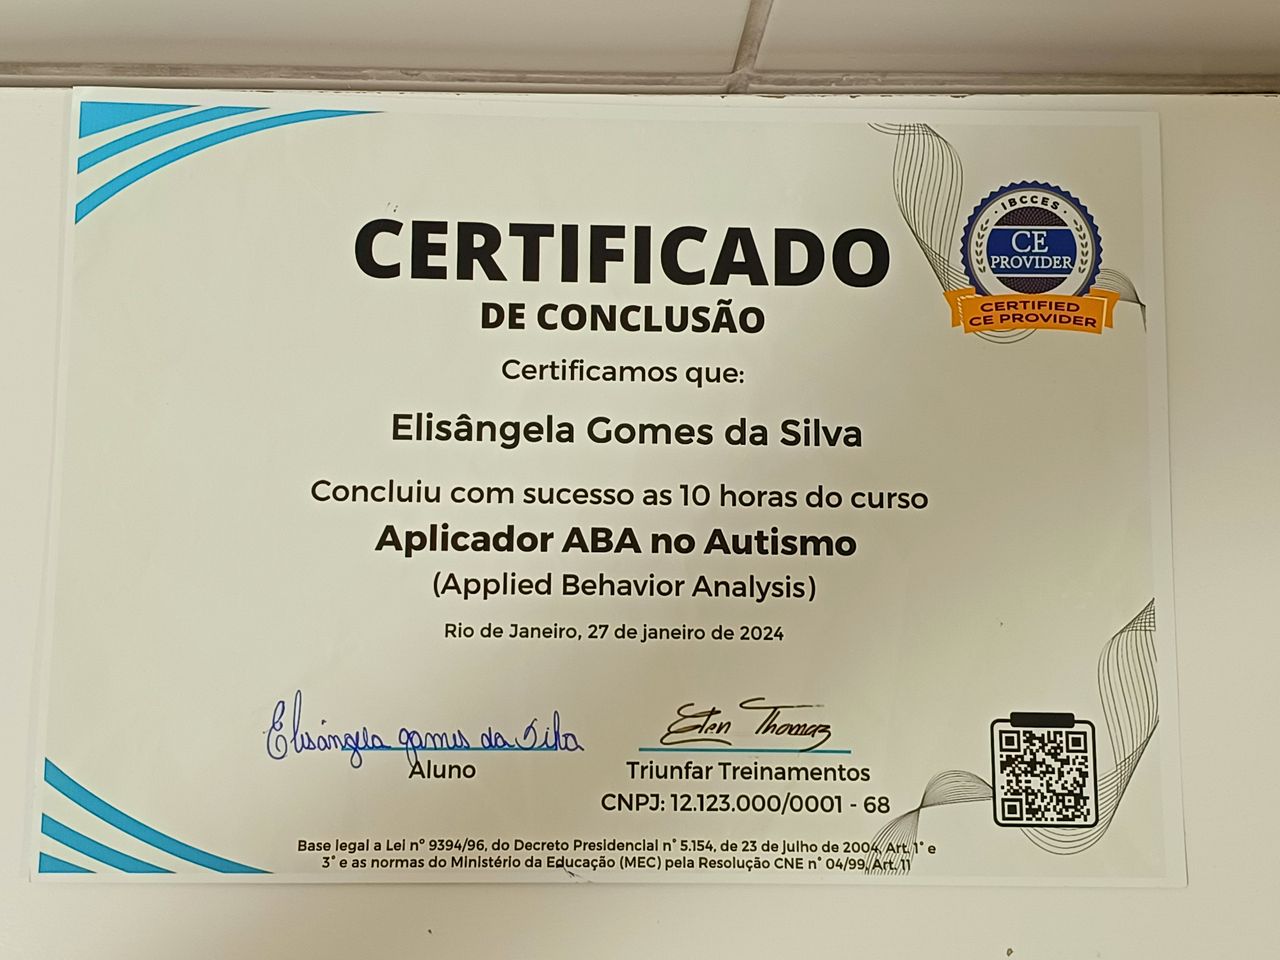 CERTIFICADO
DE CONCLUSÃO
IBCCES
CE
PROVIDER
CERTIFIED
CE PROVIDER
Certificamos que:
Elisângela Gomes da Silva
Concluiu com sucesso as 10 horas do curso
Aplicador ABA no Autismo
(Applied Behavior Analysis)
Rio de Janeiro, 27 de janeiro de 2024
Elisângela gomes da Silva
Aluno
Elen Thomaz
Triunfar Treinamentos
CNPJ: 12.123.000/0001 - 68
Base legal a Lei nº 9394/96, do Decreto Presidencial n° 5.154, de 23 de julho de 2004, Art. 1° e
3° e as normas do Ministério da Educação (MEC) pela Resolução CNE n° 04/99, Art. 11